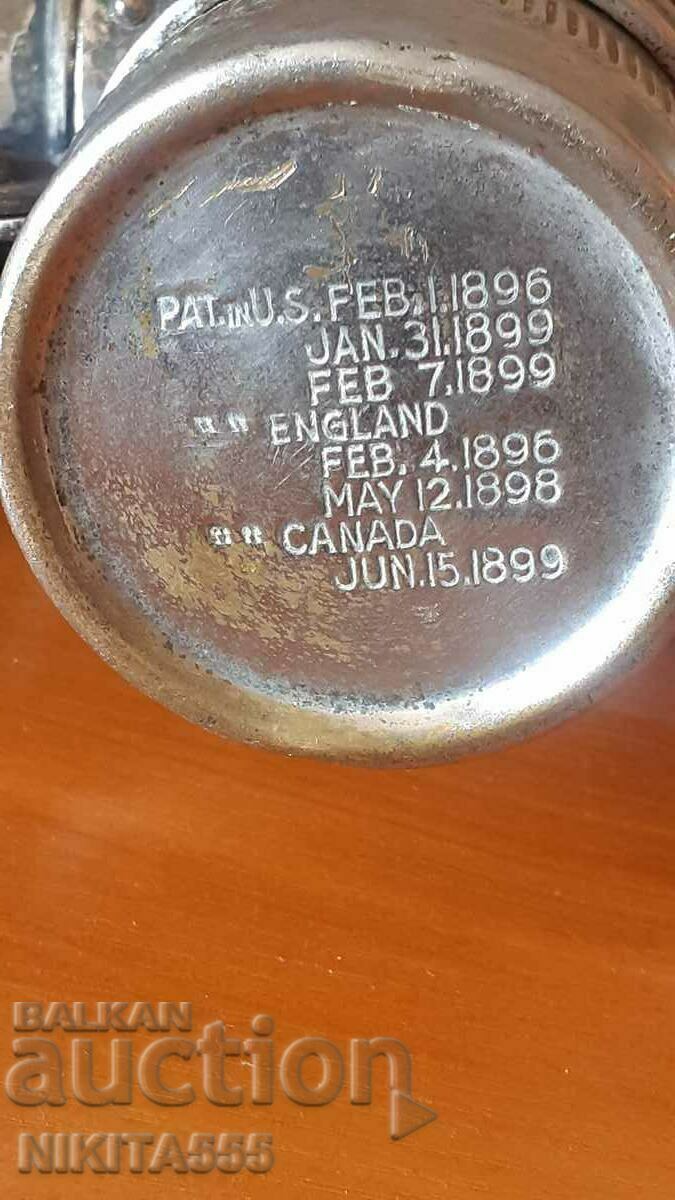 PAT. IN U.S. FEB. 1. 1896
JAN. 31. 1899
FEB 7. 1899
" " ENGLAND
FEB. 4. 1896
MAY 12. 1898
" " CANADA
JUN. 15. 1899
BALKAN
auction
NIKITA555